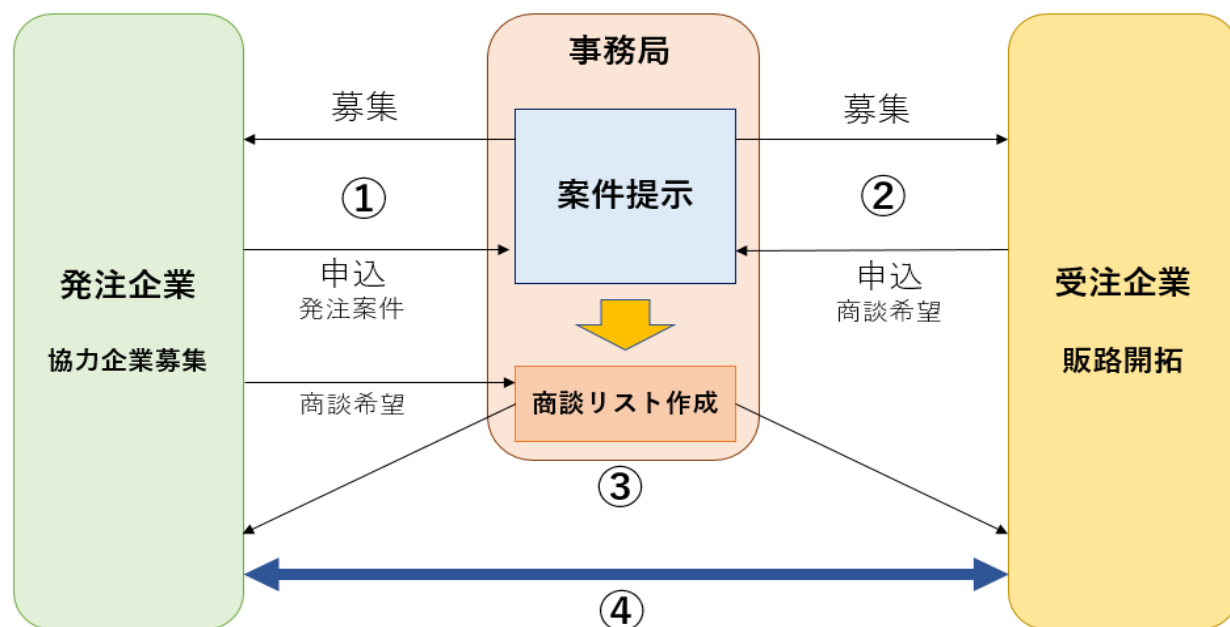 事務局
募集
募集
案件提示
①
②
発注企業
協力企業募集
申込
発注案件
申込
商談希望
受注企業
販路開拓
商談希望
商談リスト作成
③
④